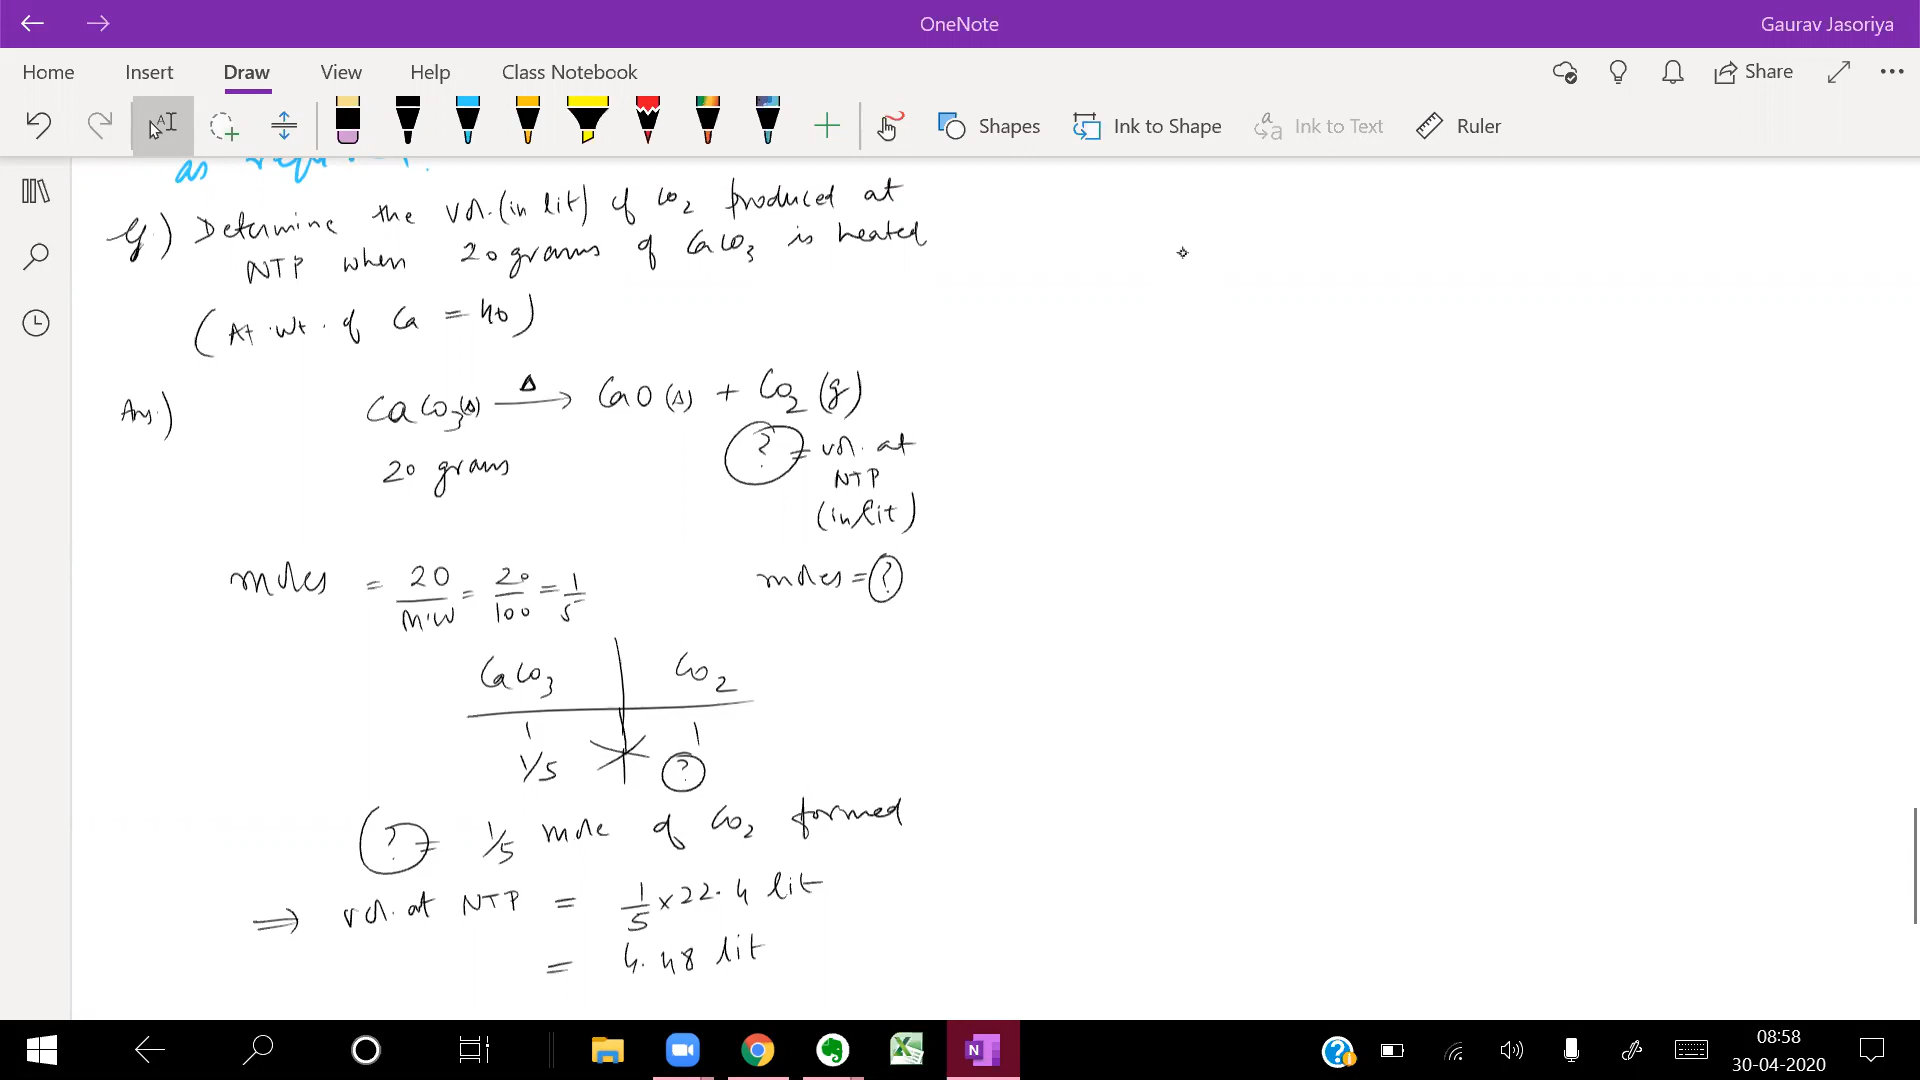 OneNote
Gaurav Jasoriya
Home Insert Draw View Help Class Notebook
Share
Shapes Ink to Shape Ink to Text Ruler
as
Q.) Determine the vol.(in lit) of CO2 produced at
NTP when 20 grams of CaCO3 is heated
(At.wt. of Ca = 40)
Ans.) CaCO3(s) Δ→ CaO(s) + CO2(g)
20 grams
? = vol. at
NTP
(in lit)
moles = 20/M.W = 20/100 = 1/5 moles = ?
CaCO3 CO2
1 1
1/5 ?
? = 1/5 mole of CO2 formed
⇒ vol. at NTP = 1/5 × 22.4 lit
= 4.48 lit
08:58
30-04-2020